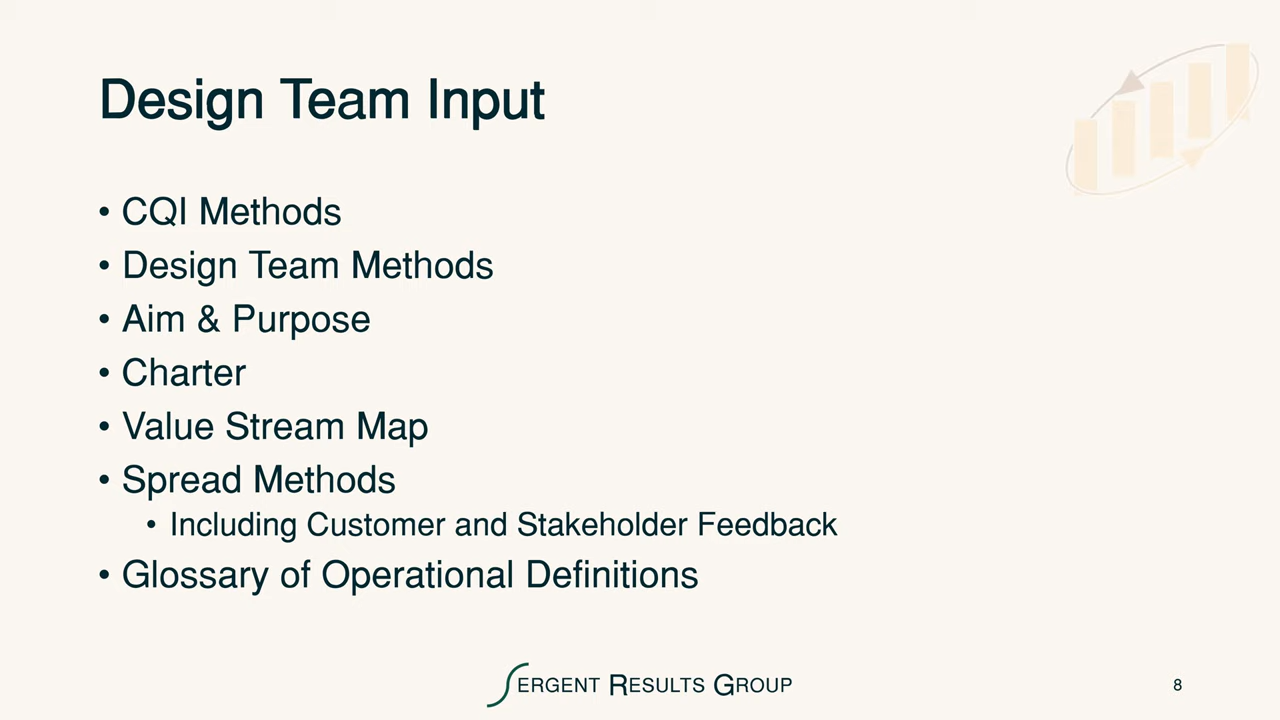 Design Team Input
• CQI Methods
• Design Team Methods
• Aim & Purpose
• Charter
• Value Stream Map
• Spread Methods
• Including Customer and Stakeholder Feedback
• Glossary of Operational Definitions
SERGENT RESULTS GROUP
8